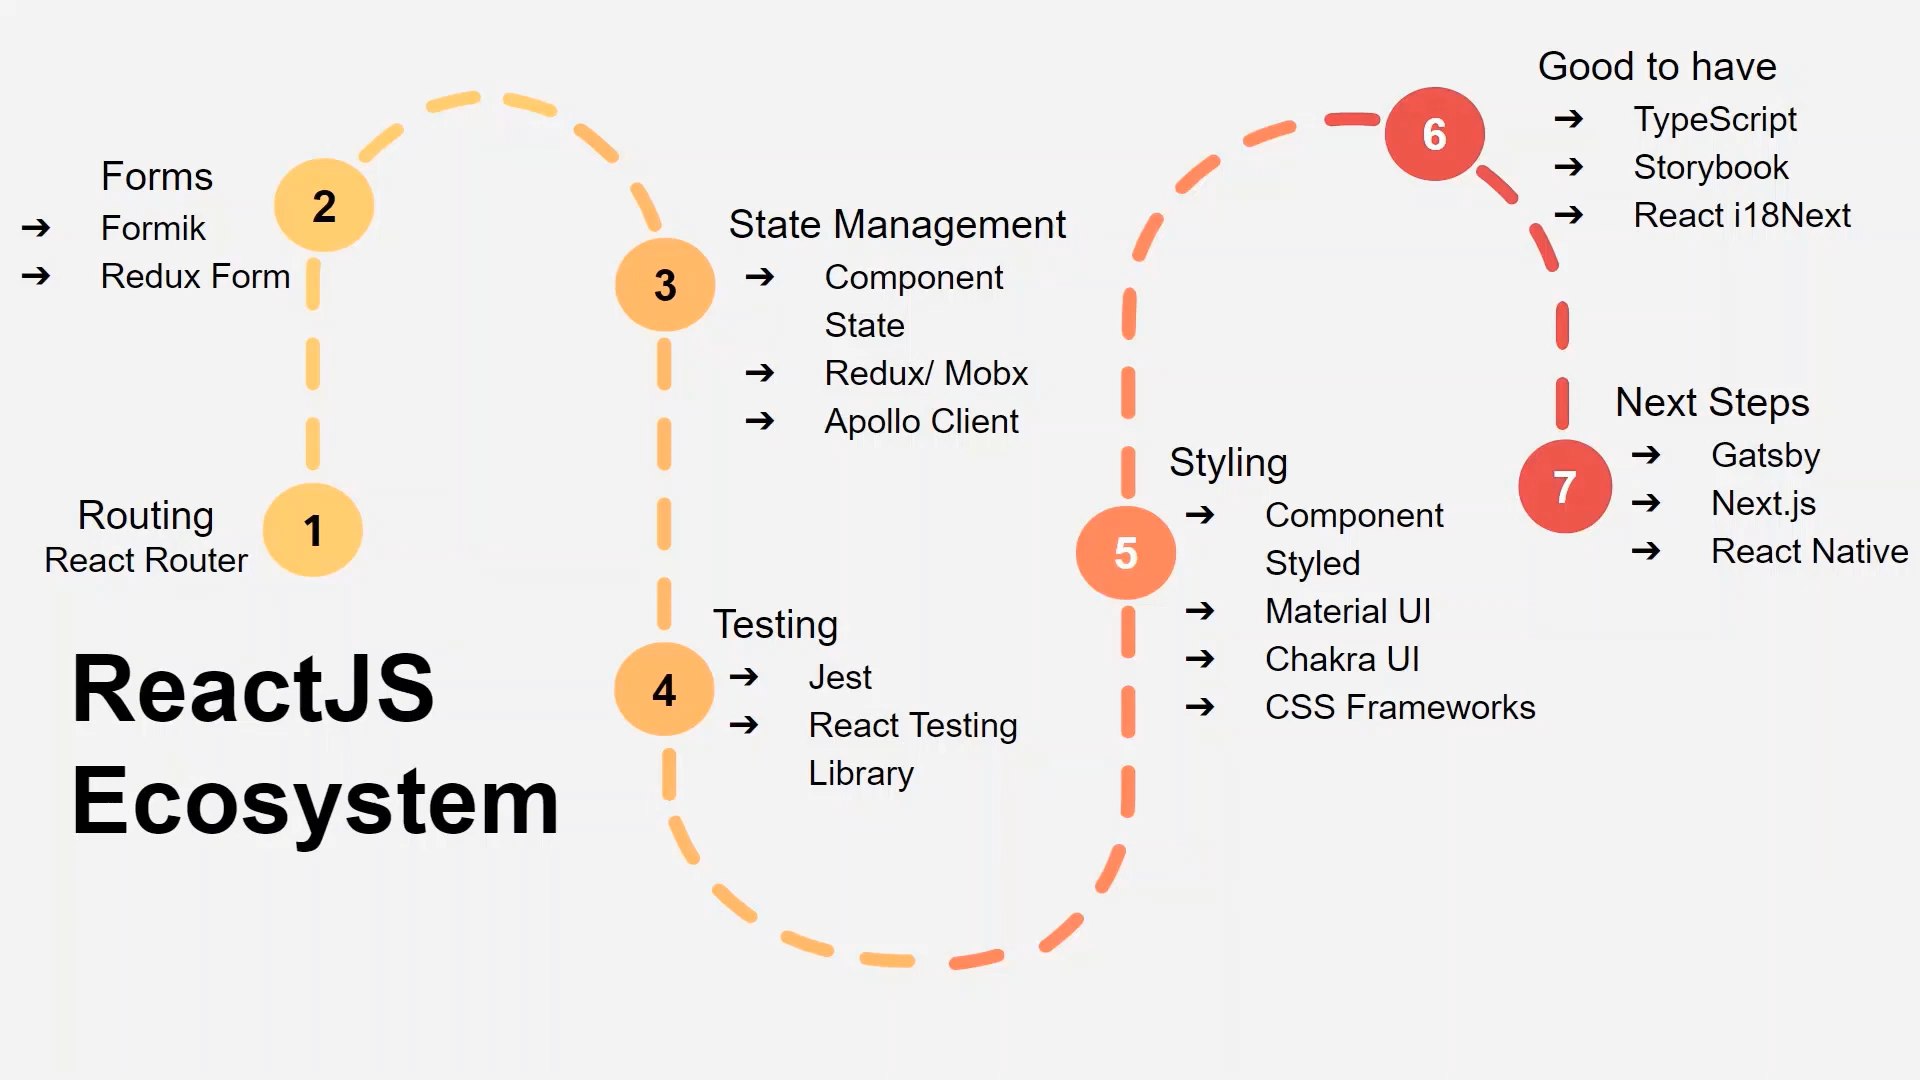 Routing
React Router
1
Forms
➔ Formik
➔ Redux Form
2
3
State Management
➔ Component
State
➔ Redux/ Mobx
➔ Apollo Client
4
Testing
➔ Jest
➔ React Testing
Library
5
Styling
➔ Component
Styled
➔ Material UI
➔ Chakra UI
➔ CSS Frameworks
6
Good to have
➔ TypeScript
➔ Storybook
➔ React i18Next
7
Next Steps
➔ Gatsby
➔ Next.js
➔ React Native
ReactJS
Ecosystem